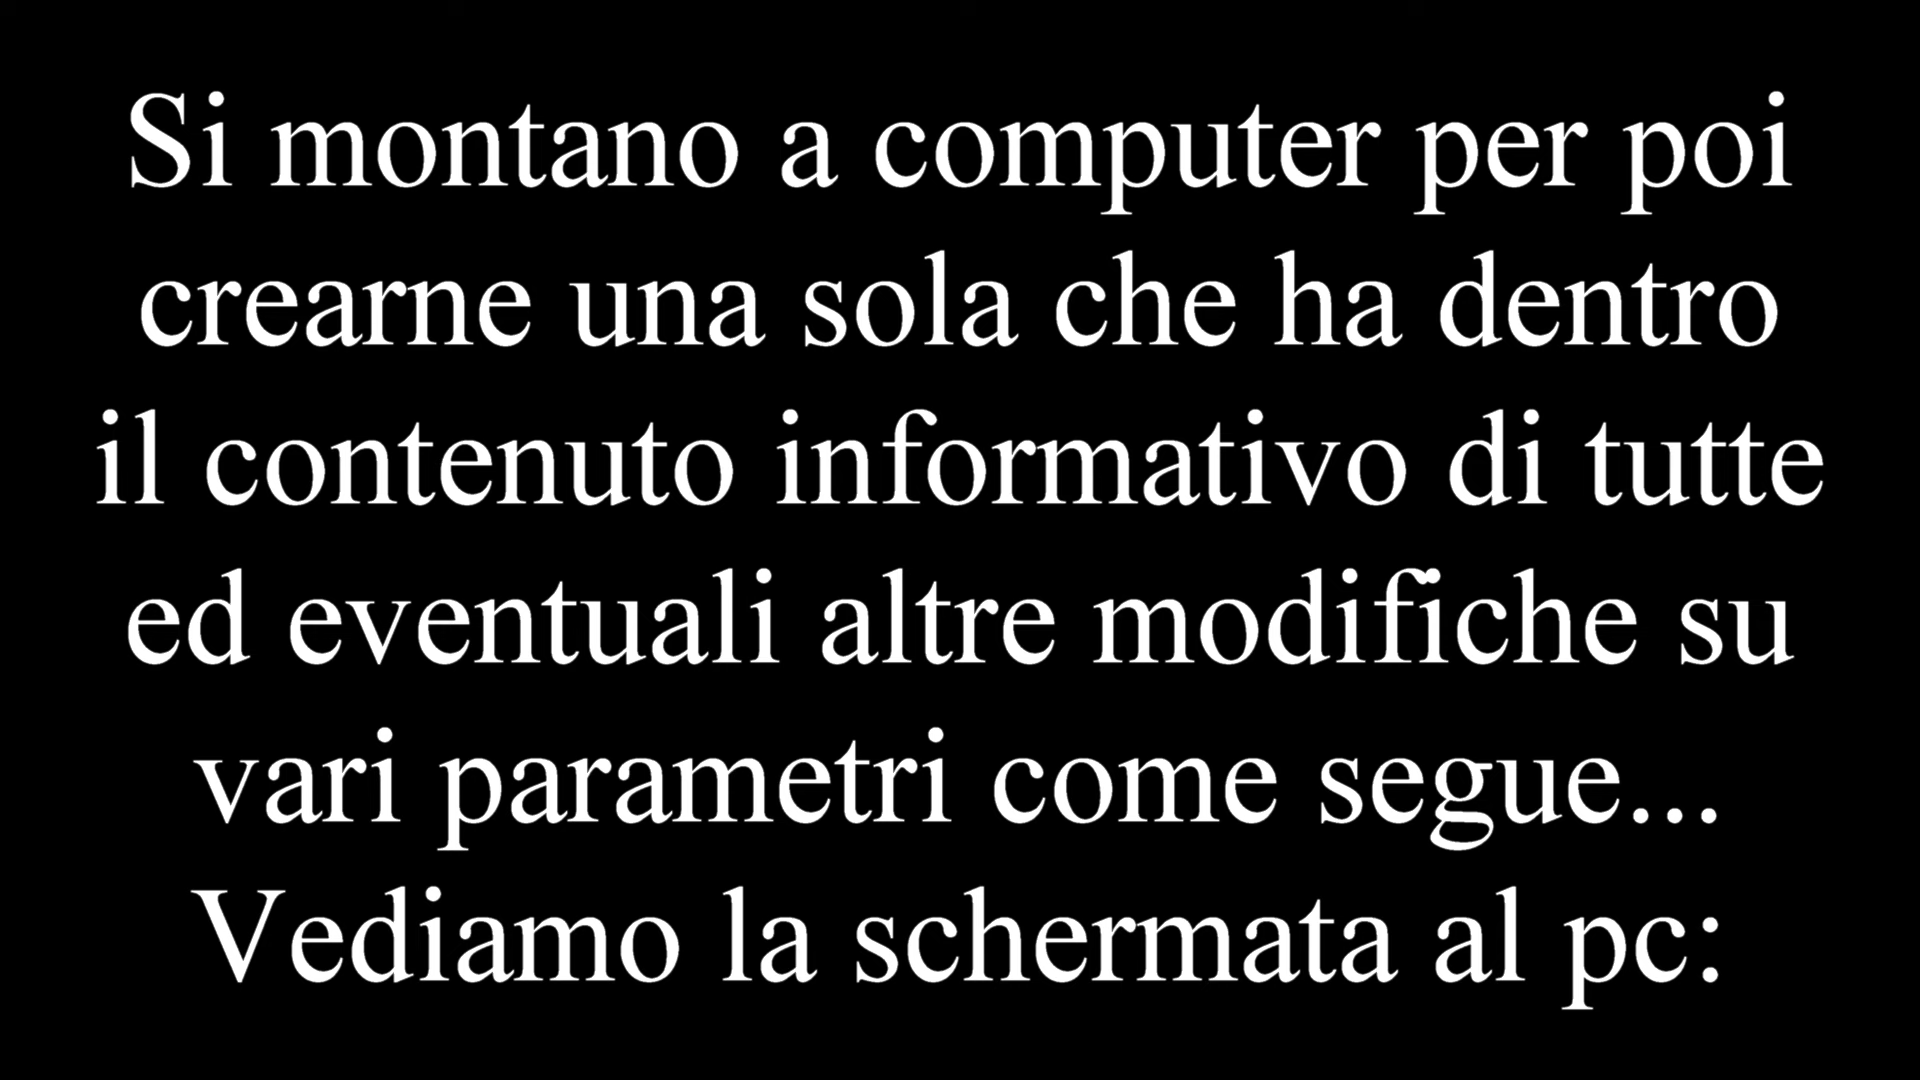 Si montano a computer per poi
crearne una sola che ha dentro
il contenuto informativo di tutte
ed eventuali altre modifiche su
vari parametri come segue...
Vediamo la schermata al pc: